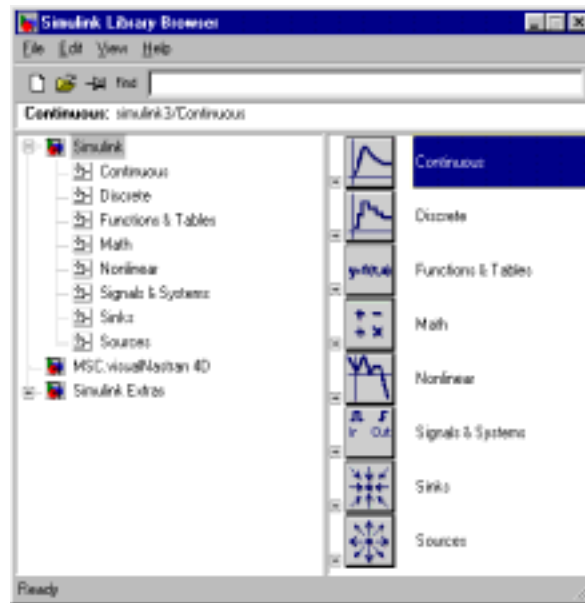 Simulink Library Browser
File Edit View Help
Find
Continuous: simulink3/Continuous
Simulink
Continuous
Discrete
Functions & Tables
Math
Nonlinear
Signals & Systems
Sinks
Sources
MSC.visualNastran 4D
Simulink Extras
Continuous
Discrete
Functions & Tables
Math
Nonlinear
In Out
Signals & Systems
Sinks
Sources
Ready